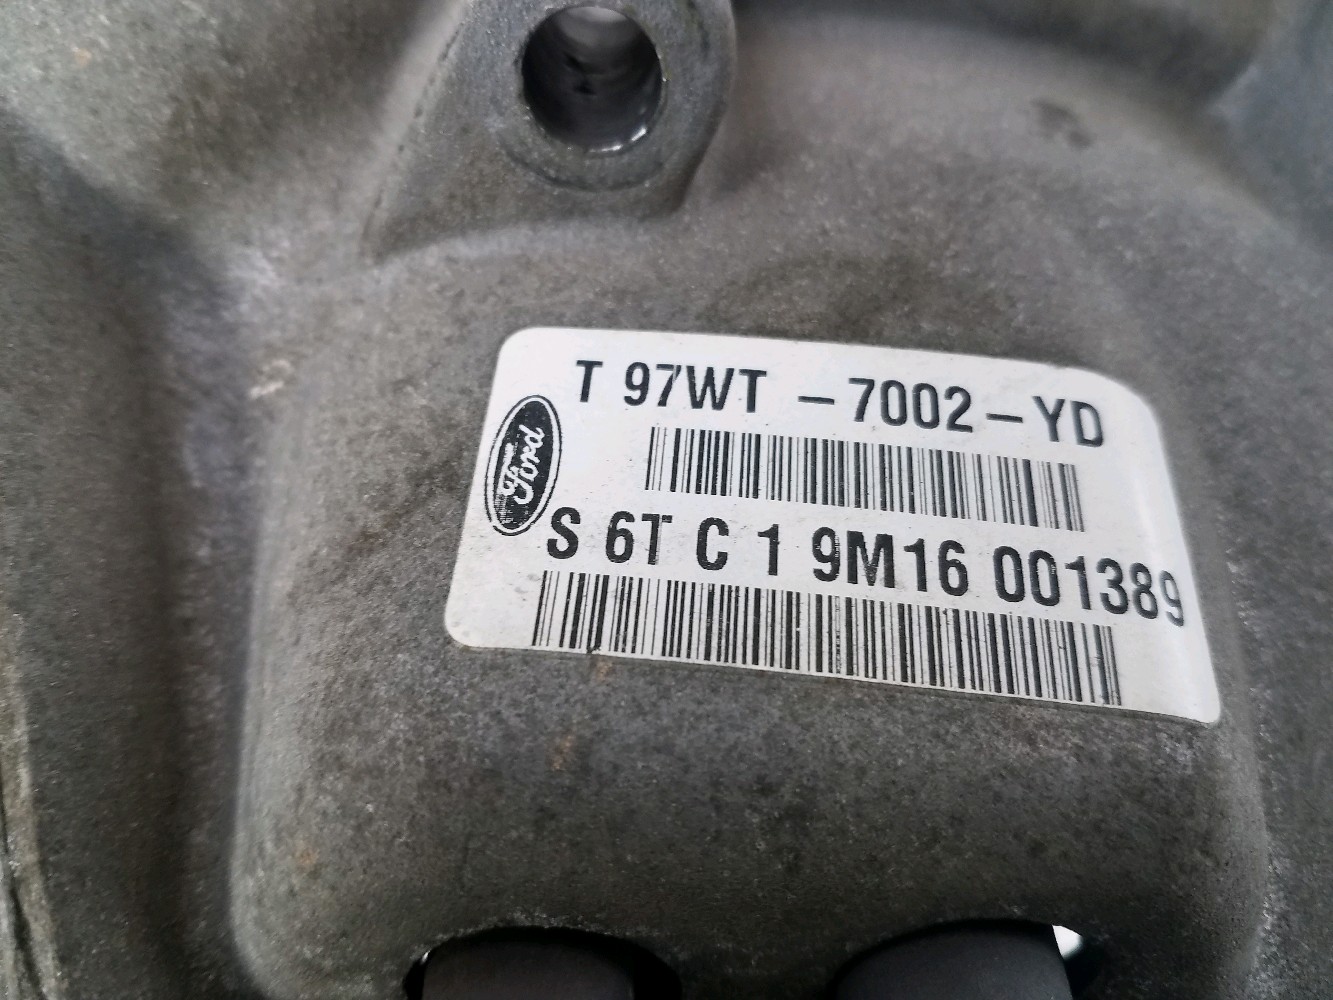 T 97WT -7002-YD
Ford
S 6T C 1 9M16 001389